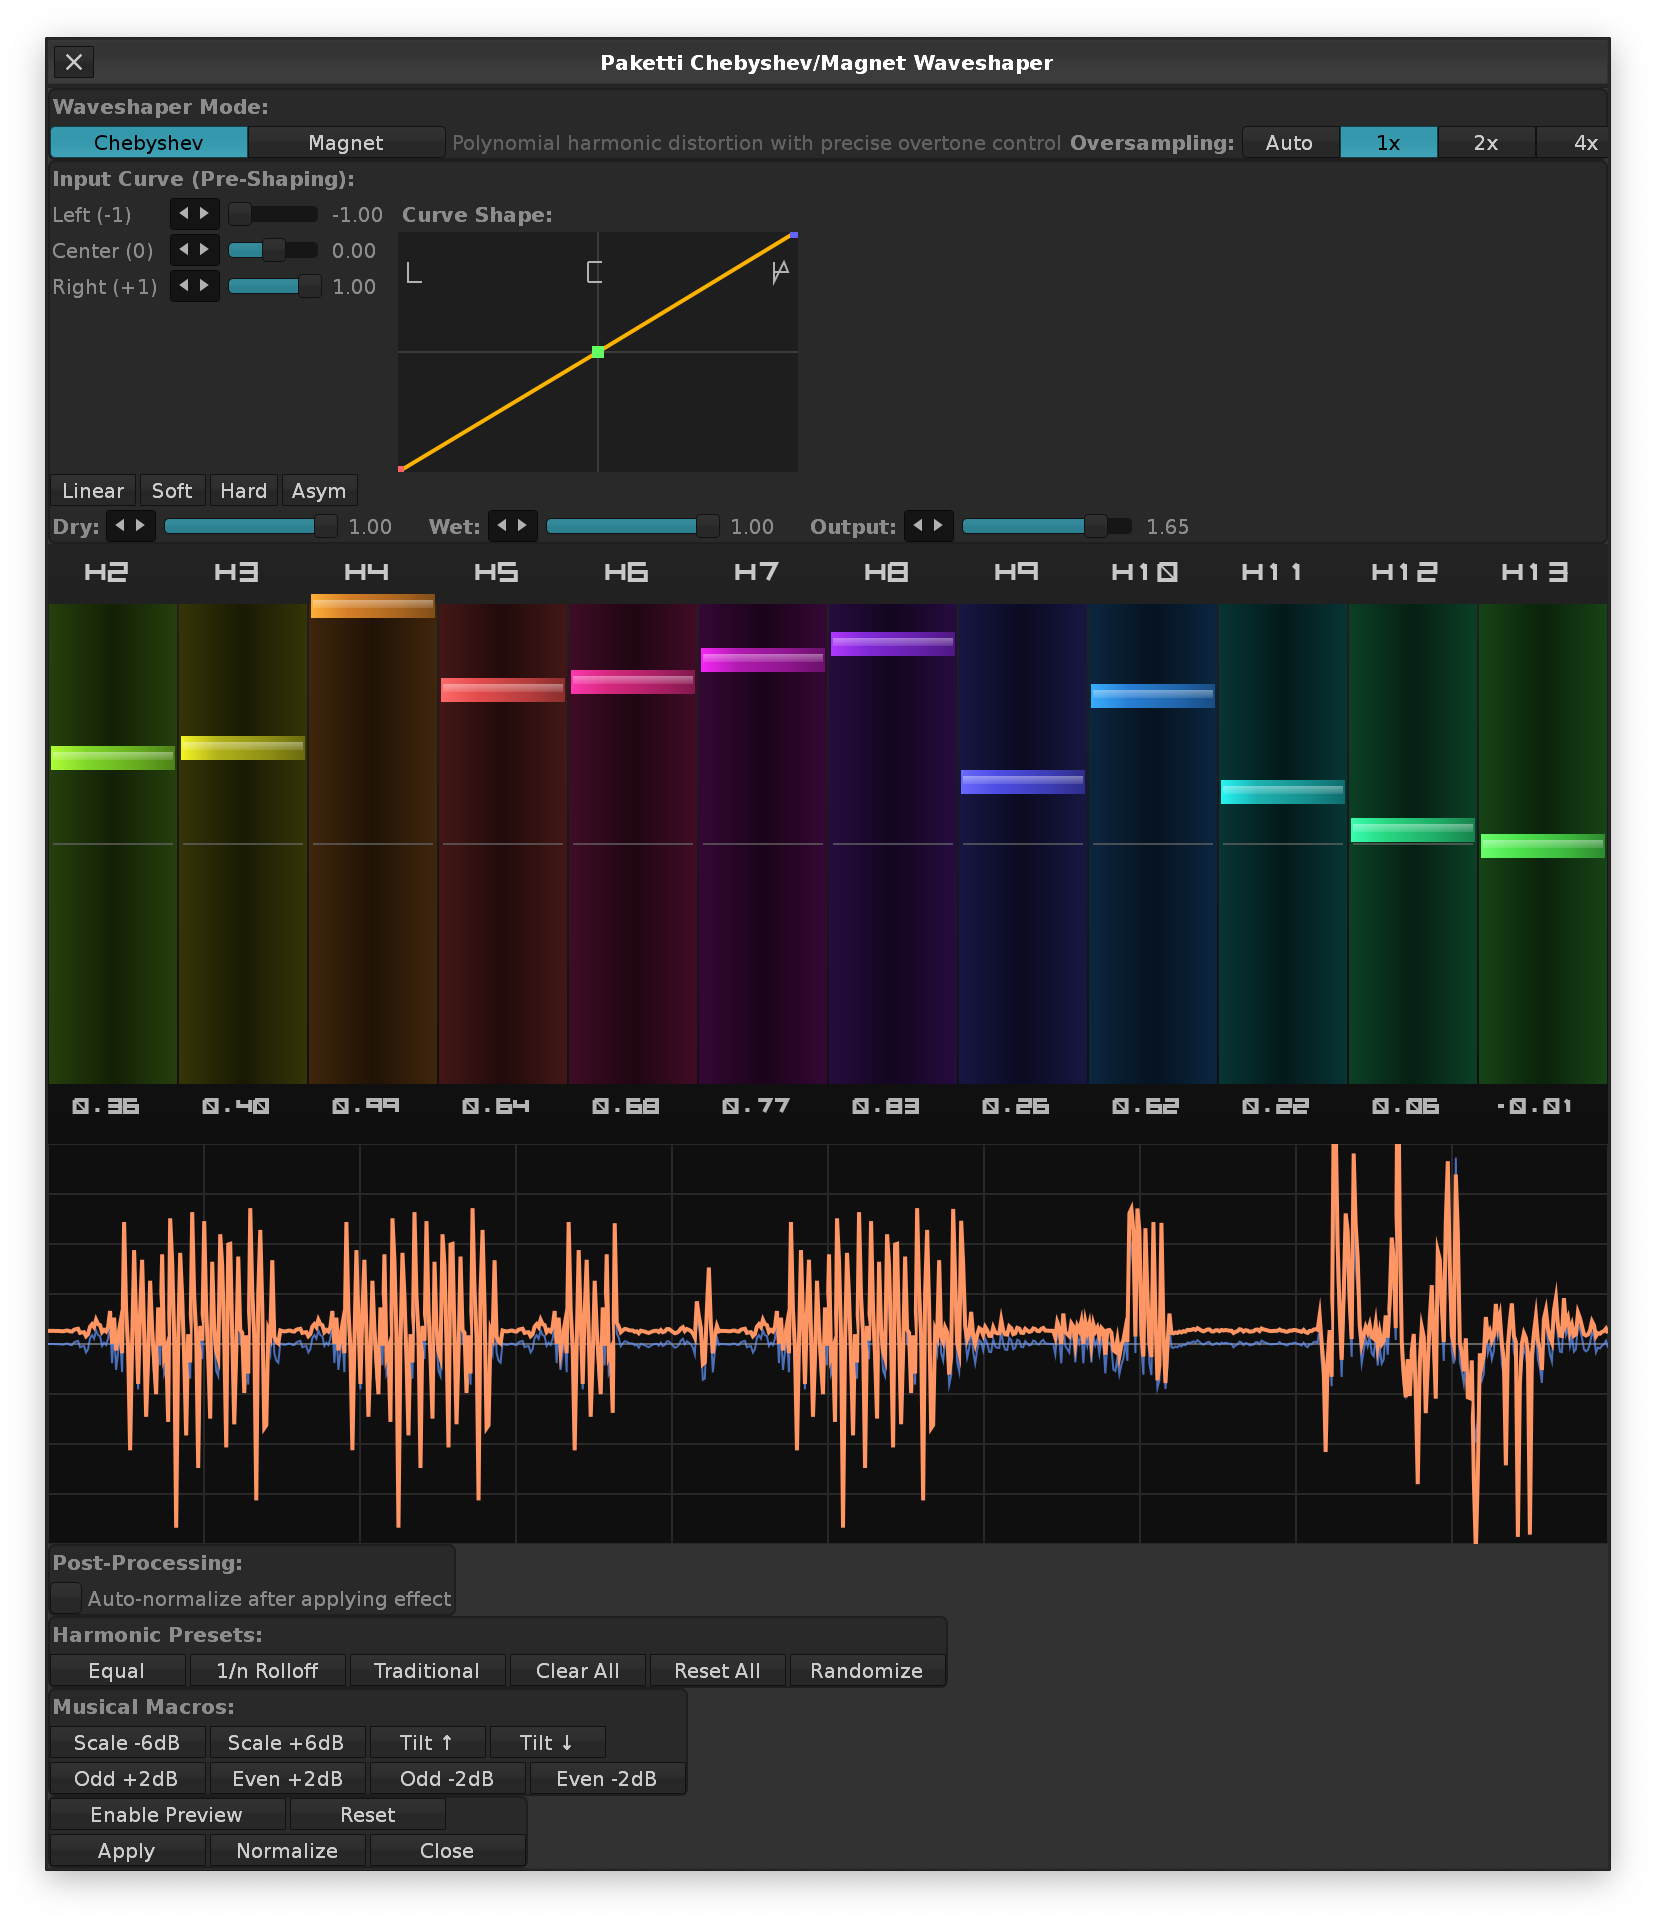 Paketti Chebyshev/Magnet Waveshaper
Waveshaper Mode:
Chebyshev Magnet Polynomial harmonic distortion with precise overtone control Oversampling: Auto 1x 2x 4x
Input Curve (Pre-Shaping):
Left (-1) -1.00 Curve Shape:
Center (0) 0.00
Right (+1) 1.00
L C R
Linear Soft Hard Asym
Dry: 1.00 Wet: 1.00 Output: 1.65
H2 H3 H4 H5 H6 H7 H8 H9 H10 H11 H12 H13
0.36 0.40 0.99 0.64 0.68 0.77 0.83 0.26 0.62 0.22 0.06 -0.01
Post-Processing:
Auto-normalize after applying effect
Harmonic Presets:
Equal 1/n Rolloff Traditional Clear All Reset All Randomize
Musical Macros:
Scale -6dB Scale +6dB Tilt ↑ Tilt ↓
Odd +2dB Even +2dB Odd -2dB Even -2dB
Enable Preview Reset
Apply Normalize Close